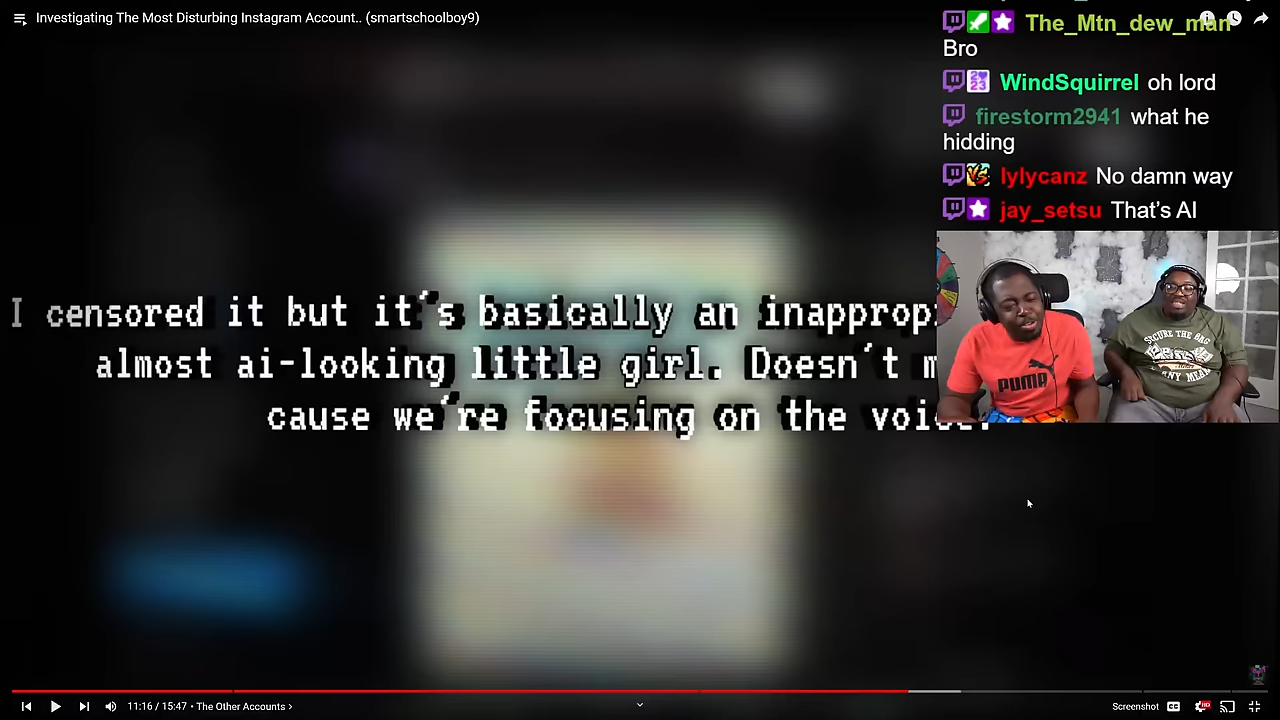 Investigating The Most Disturbing Instagram Account.. (smartschoolboy9)
The_Mtn_dew_man
Bro
WindSquirrel oh lord
firestorm2941 what he
hidding
lylycanz No damn way
jay_setsu That's AI
I censored it but it's basically an
almost ai-looking little girl. Doesn't
cause we're focusing on the
PUMA
SECURE THE BAG
11:16 / 15:47 • The Other Accounts ›
Screenshot
CC
HD